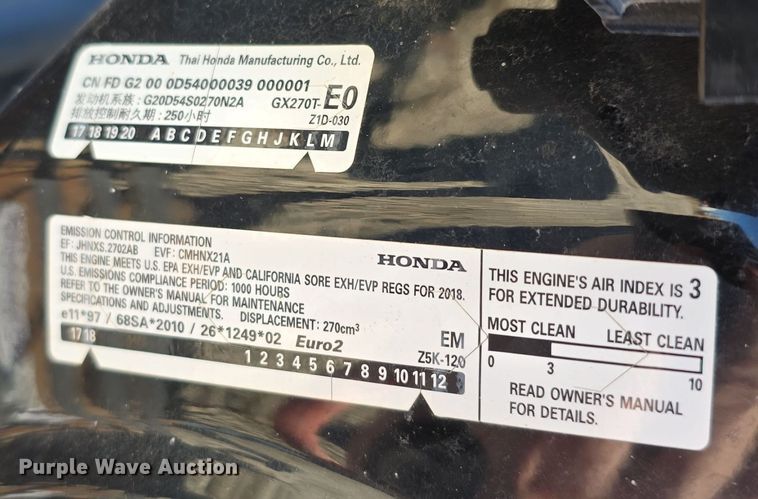 HONDA Thai Honda Manufacturing Co., Ltd.
CN FD G2 00 0D54000039 000001
发动机系族：G20D54S0270N2A GX270T- E0
排放控制耐久期：250小时 Z1D-030
17 18 19 20 A B C D E F G H J K L M
EMISSION CONTROL INFORMATION HONDA
EF: JHNXS.2702AB EVF: CMHNX21A
THIS ENGINE MEETS U.S. EPA EXH/EVP AND CALIFORNIA SORE EXH/EVP REGS FOR 2018.
U.S. EMISSIONS COMPLIANCE PERIOD: 1000 HOURS
REFER TO THE OWNER'S MANUAL FOR MAINTENANCE
SPECIFICATIONS AND ADJUSTMENTS. DISPLACEMENT: 270cm³
e11*97 / 68SA*2010 / 26*1249*02 Euro2 EM
Z5K-120
17 18 1 2 3 4 5 6 7 8 9 10 11 12
THIS ENGINE'S AIR INDEX IS 3
FOR EXTENDED DURABILITY.
MOST CLEAN LEAST CLEAN
0 3 10
READ OWNER'S MANUAL
FOR DETAILS.
Purple Wave Auction